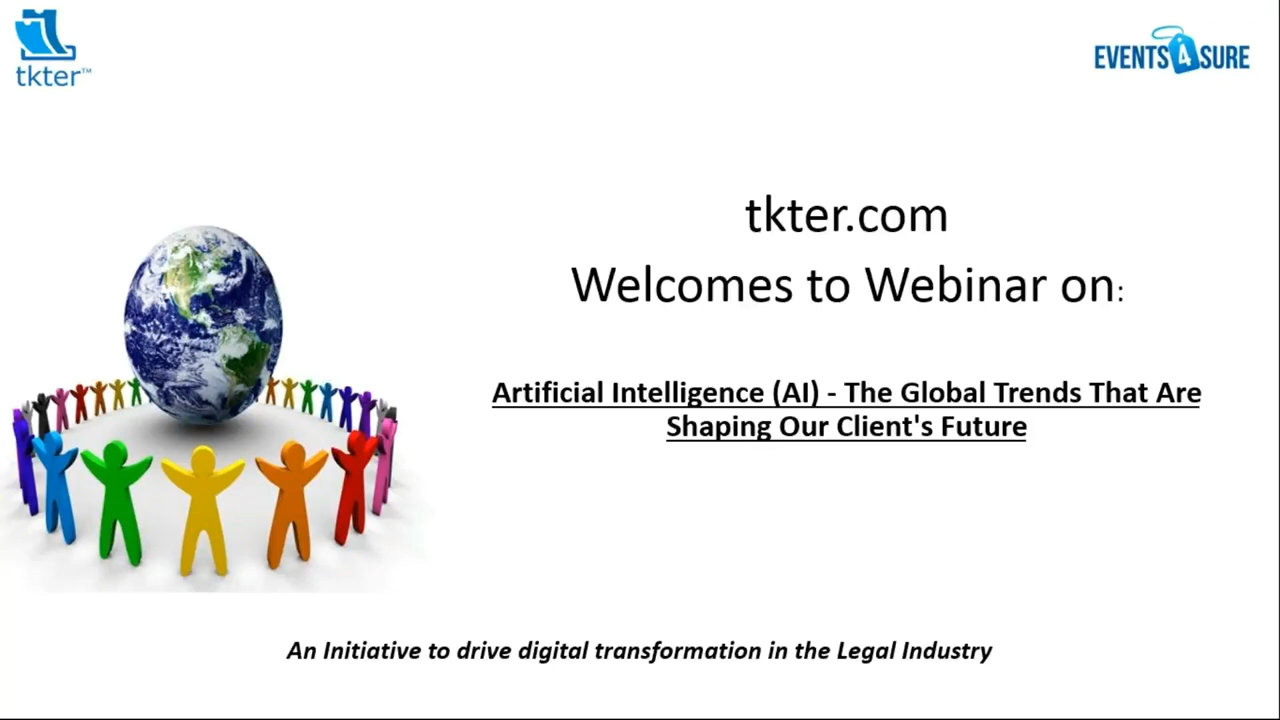 tkter™
EVENTS4SURE
tkter.com
Welcomes to Webinar on:
Artificial Intelligence (AI) - The Global Trends That Are
Shaping Our Client's Future
An Initiative to drive digital transformation in the Legal Industry